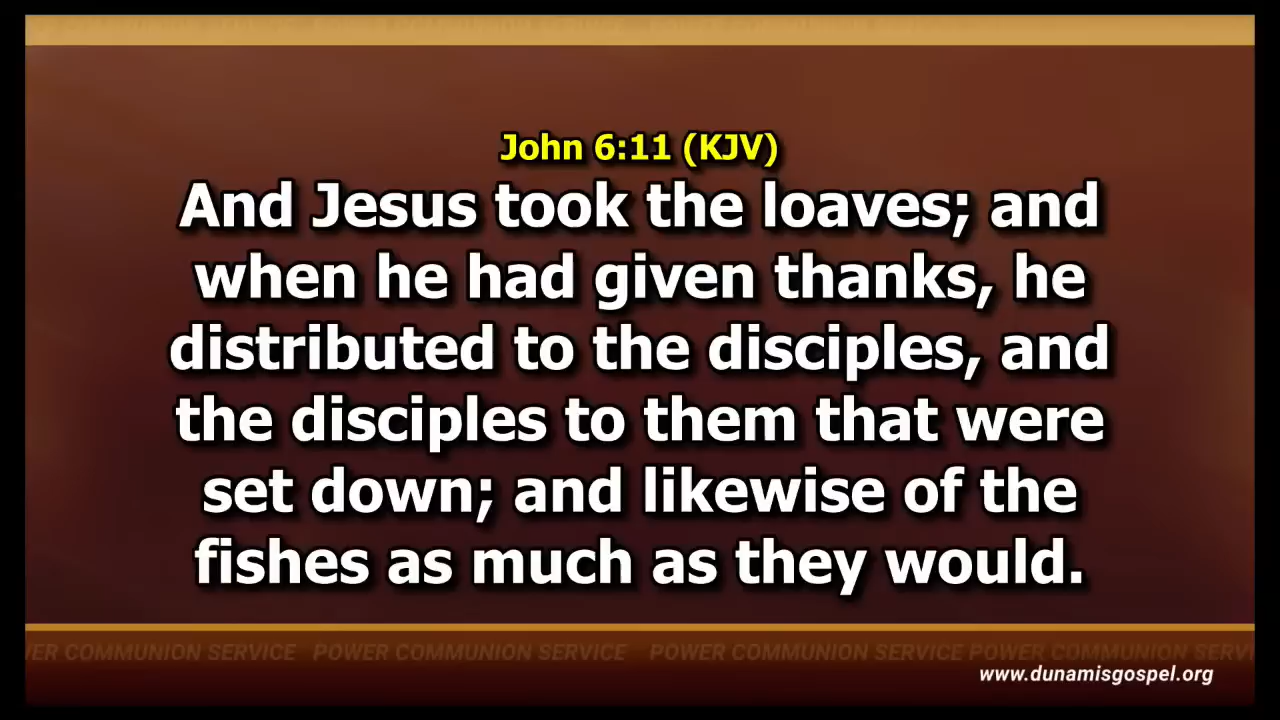 John 6:11 (KJV)
And Jesus took the loaves; and
when he had given thanks, he
distributed to the disciples, and
the disciples to them that were
set down; and likewise of the
fishes as much as they would.
ER COMMUNION SERVICE POWER COMMUNION SERVICE POWER COMMUNION SERVICE POWER COMMUNION SERVI
www.dunamisgospel.org